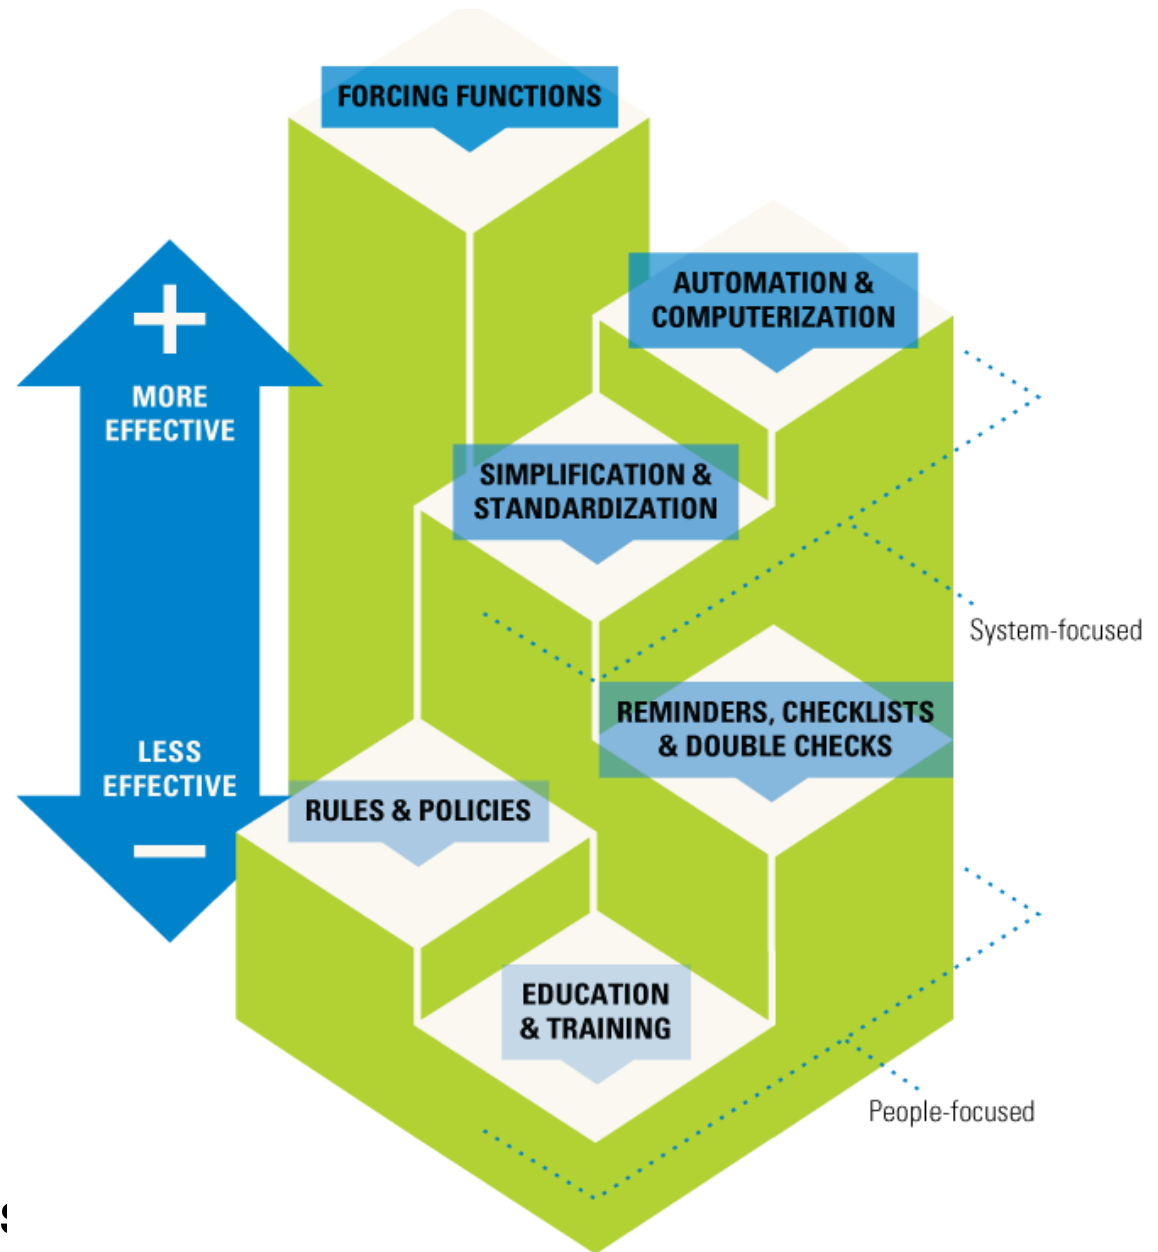 FORCING FUNCTIONS
AUTOMATION &
COMPUTERIZATION
+
MORE
EFFECTIVE
SIMPLIFICATION &
STANDARDIZATION
System-focused
REMINDERS, CHECKLISTS
& DOUBLE CHECKS
LESS
EFFECTIVE
—
RULES & POLICIES
EDUCATION
& TRAINING
People-focused